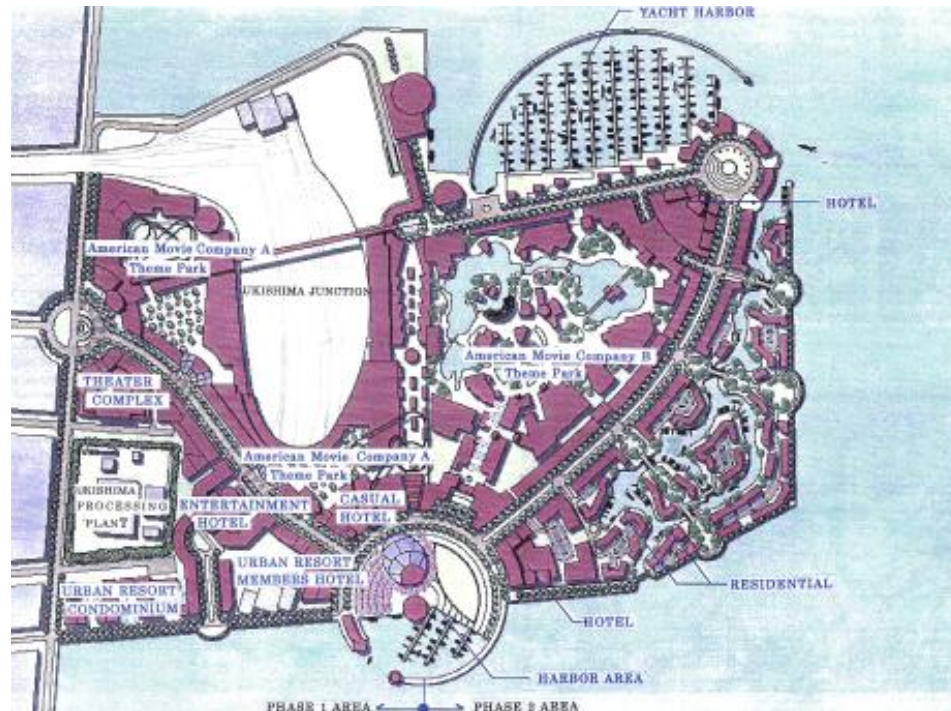 YACHT HARBOR
HOTEL
American Movie Company A
Theme Park
UKISHIMA JUNCTION
American Movie Company B
Theme Park
THEATER
COMPLEX
American Movie Company A
Theme Park
UKISHIMA
PROCESSING
PLANT
ENTERTAINMENT
HOTEL
CASUAL
HOTEL
URBAN RESORT
MEMBERS HOTEL
URBAN RESORT
CONDOMINIUM
RESIDENTIAL
HOTEL
HARBOR AREA
PHASE 1 AREA
PHASE 2 AREA